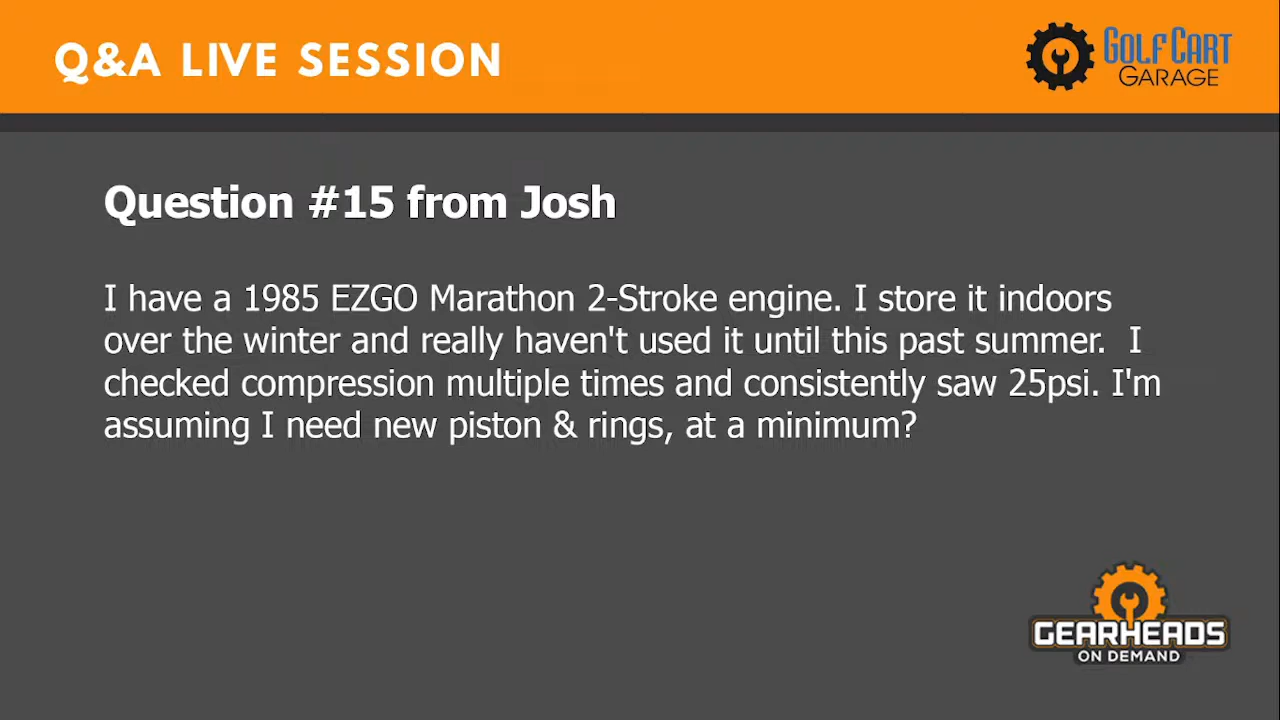 Q&A LIVE SESSION
GOLF CART
GARAGE
Question #15 from Josh
I have a 1985 EZGO Marathon 2-Stroke engine. I store it indoors
over the winter and really haven't used it until this past summer.  I
checked compression multiple times and consistently saw 25psi. I'm
assuming I need new piston & rings, at a minimum?
GEARHEADS
ON DEMAND